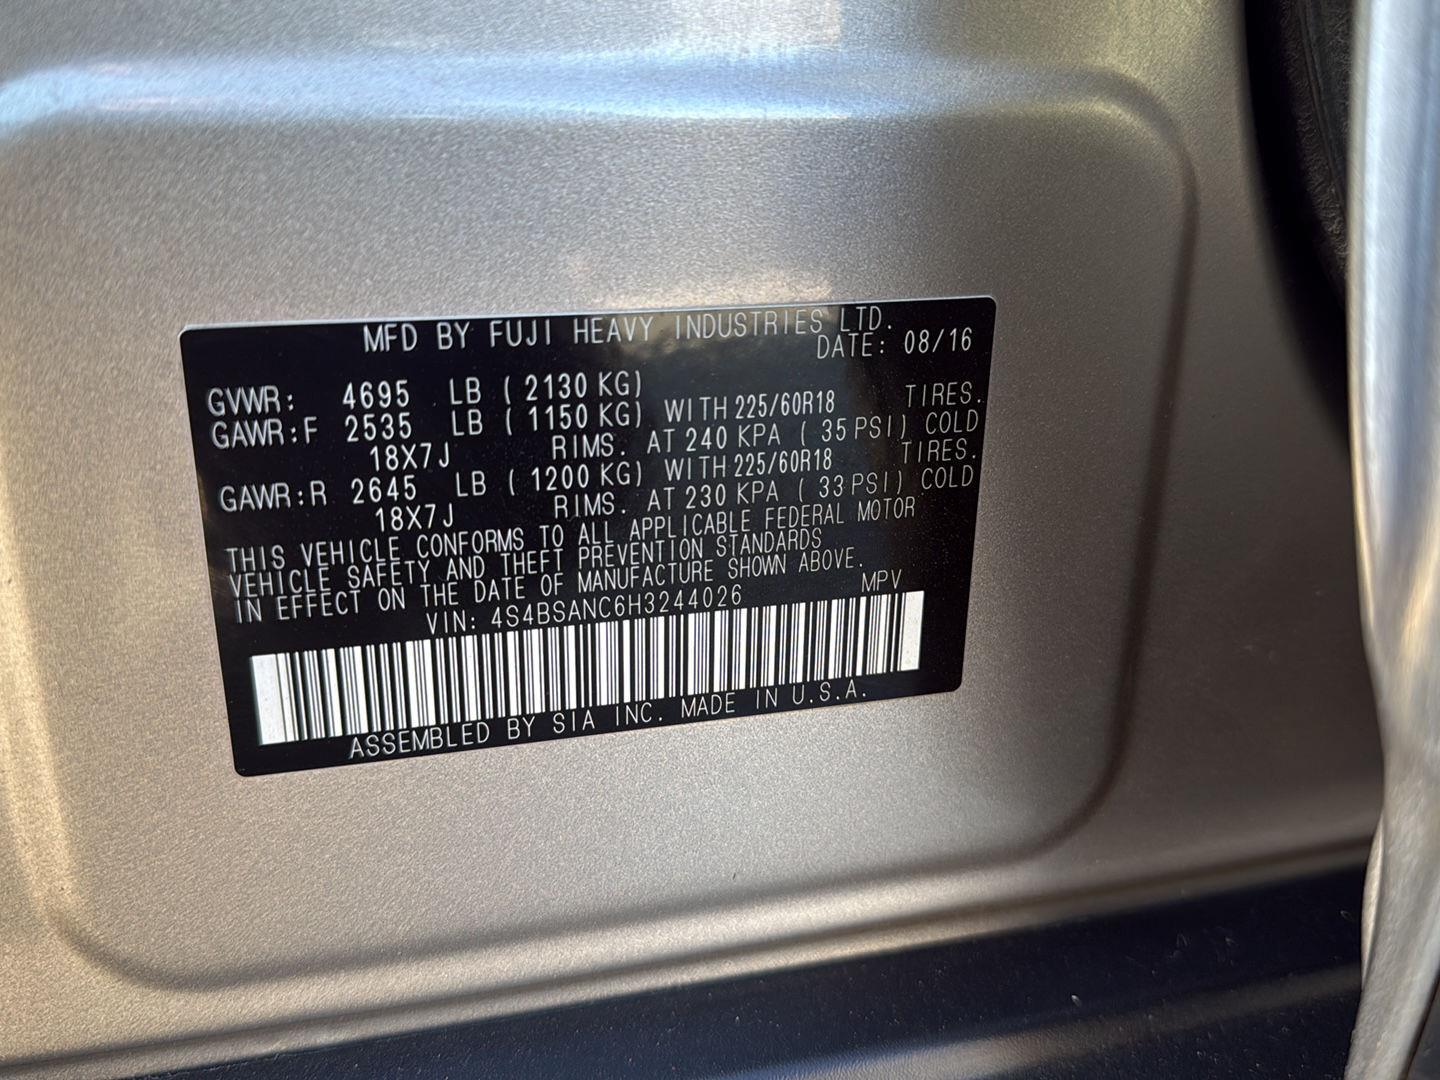 MFD BY FUJI HEAVY INDUSTRIES LTD.
DATE: 08/16
GVWR: 4695 LB ( 2130 KG)
GAWR:F 2535 LB ( 1150 KG) WITH 225/60R18 TIRES.
18X7J RIMS. AT 240 KPA ( 35 PSI) COLD
GAWR:R 2645 LB ( 1200 KG) WITH 225/60R18 TIRES.
18X7J RIMS. AT 230 KPA ( 33 PSI) COLD
THIS VEHICLE CONFORMS TO ALL APPLICABLE FEDERAL MOTOR
VEHICLE SAFETY AND THEFT PREVENTION STANDARDS
IN EFFECT ON THE DATE OF MANUFACTURE SHOWN ABOVE.
VIN: 4S4BSANC6H3244026 MPV
ASSEMBLED BY SIA INC. MADE IN U.S.A.